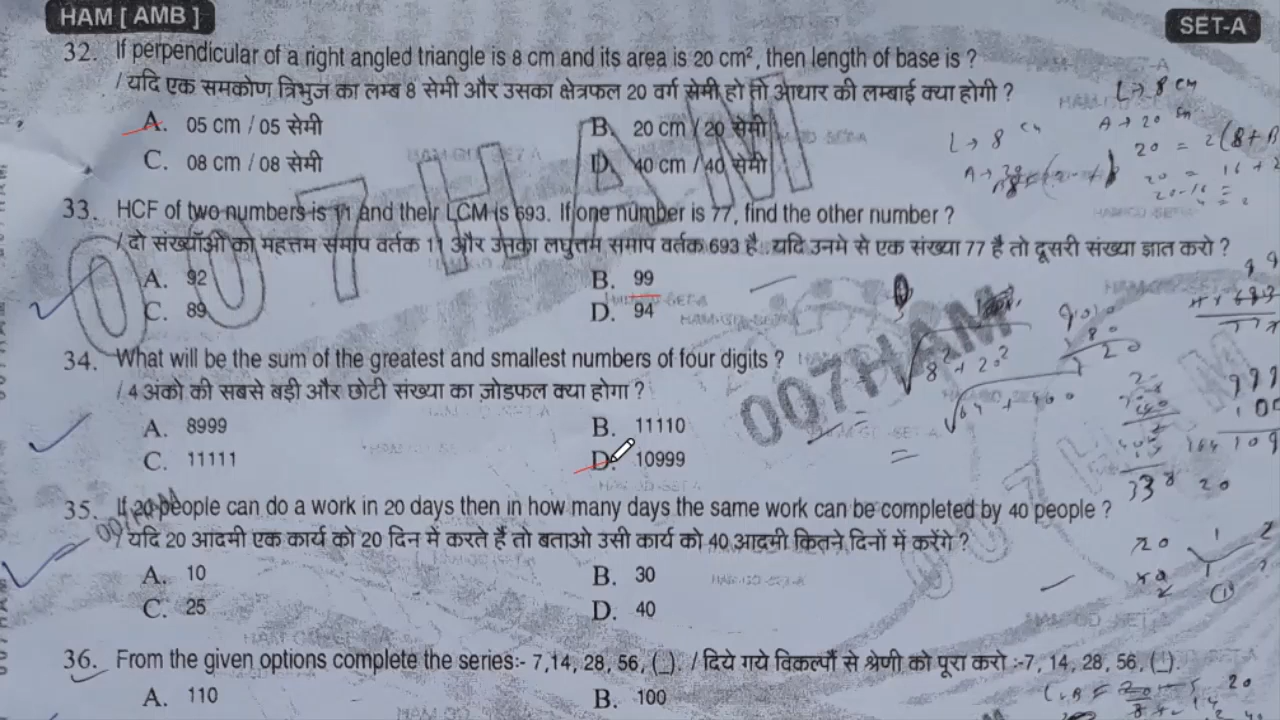 HAM [ AMB ]
SET-A
32. If perpendicular of a right angled triangle is 8 cm and its area is 20 cm², then length of base is ?
/ यदि एक समकोण त्रिभुज का लम्ब 8 सेमी और उसका क्षेत्रफल 20 वर्ग सेमी हो तो आधार की लम्बाई क्या होगी ?
A. 05 cm / 05 सेमी B. 20 cm / 20 सेमी
C. 08 cm / 08 सेमी D. 40 cm / 40 सेमी
33. HCF of two numbers is 11 and their LCM is 693. If one number is 77, find the other number ?
/ दो संख्याँओं का महत्तम समाप वर्तक 11 और उनका लघुत्तम समाप वर्तक 693 है . यदि उनमे से एक संख्या 77 है तो दूसरी संख्या ज्ञात करो ?
A. 92 B. 99
C. 89 D. 94
34. What will be the sum of the greatest and smallest numbers of four digits ?
/ 4 अंको की सबसे बड़ी और छोटी संख्या का ज़ोडफल क्या होगा ?
A. 8999 B. 11110
C. 11111 D. 10999
35. If 20 people can do a work in 20 days then in how many days the same work can be completed by 40 people ?
/ यदि 20 आदमी एक कार्य को 20 दिन में करते हैं तो बताओ उसी कार्य को 40 आदमी कितने दिनों में करेंगे ?
A. 10 B. 30
C. 25 D. 40
36. From the given options complete the series:- 7,14, 28, 56, (_). / दिये गये विकल्पों से श्रेणी को पूरा करो :-7, 14, 28, 56, (_).
A. 110 B. 100
007HAM
007HAM